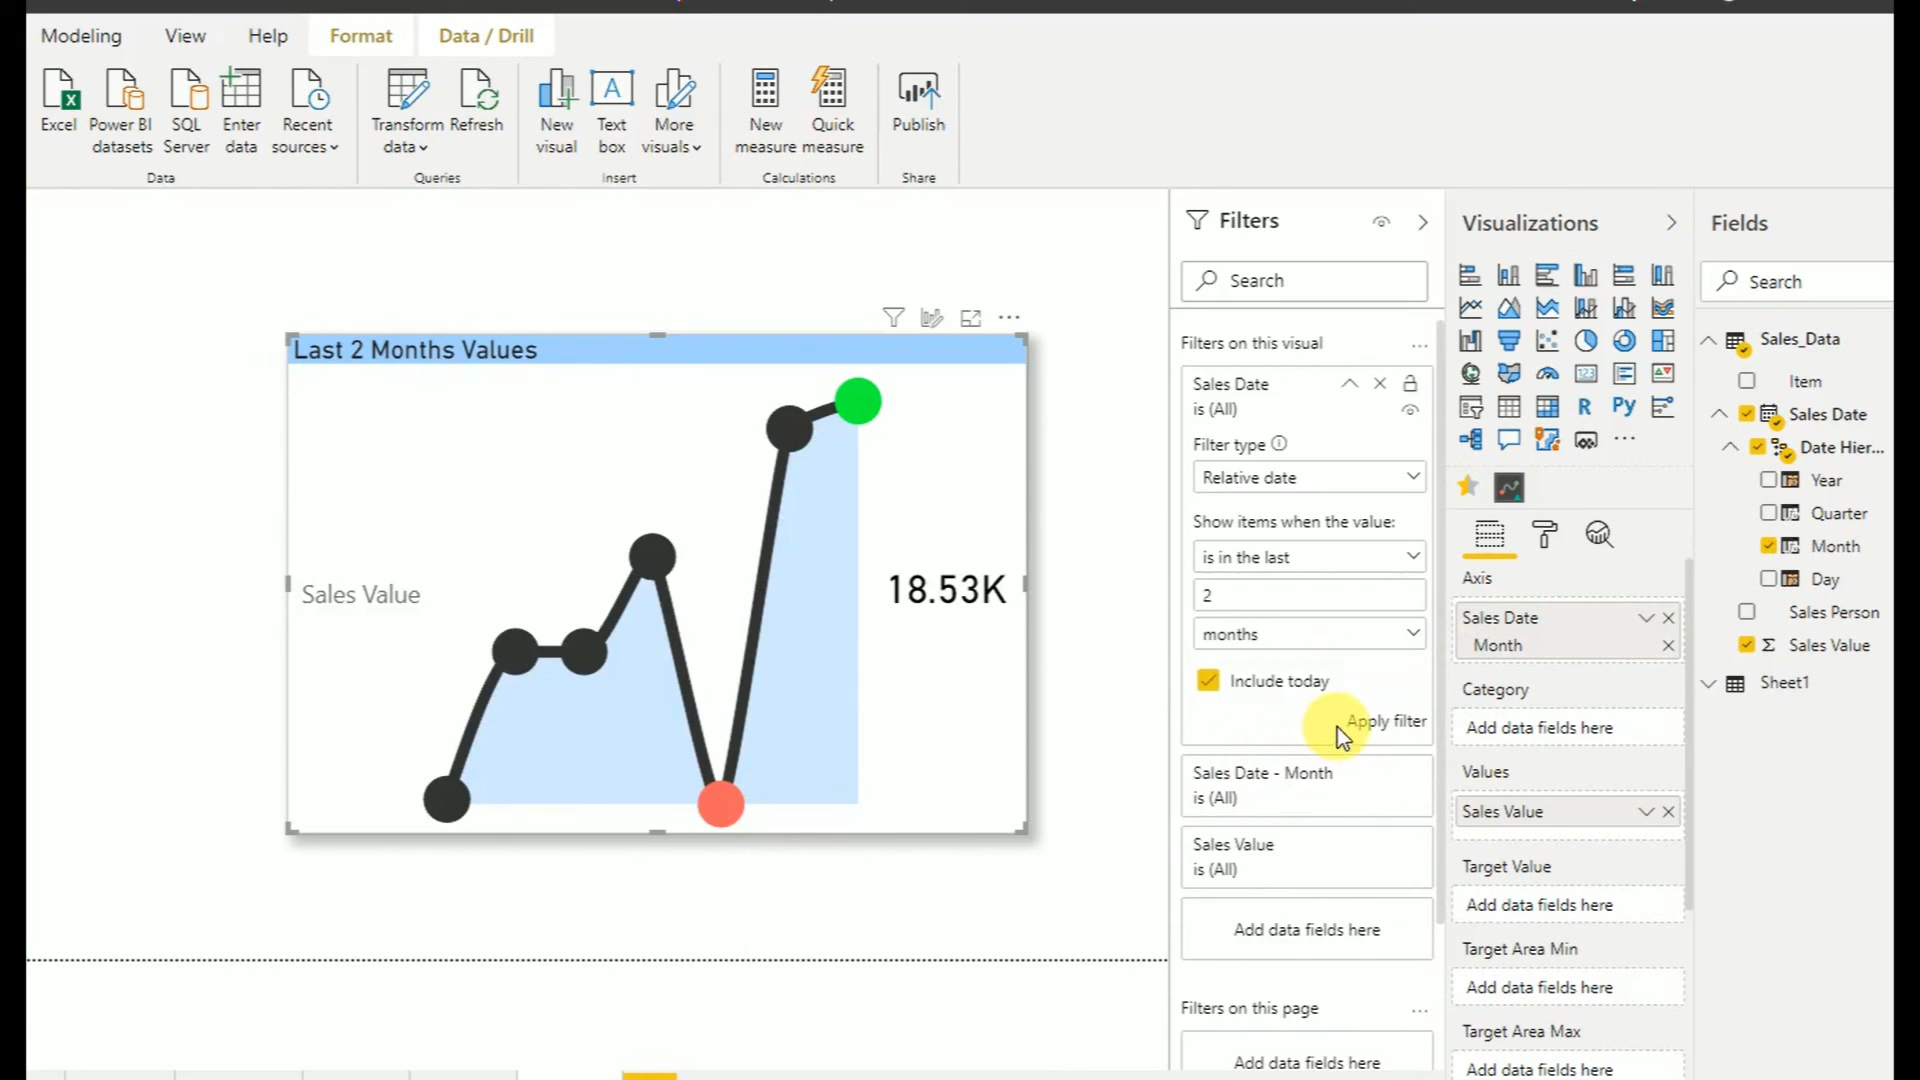 Modeling View Help Format Data / Drill
Excel Power BI datasets SQL Server Enter data Recent sources Transform data Refresh New visual Text box More visuals New measure Quick measure Publish
Data Queries Insert Calculations Share
Last 2 Months Values
Sales Value
18.53K
Filters
Search
Filters on this visual
Sales Date
is (All)
Filter type
Relative date
Show items when the value:
is in the last
2
months
Include today
Apply filter
Sales Date - Month
is (All)
Sales Value
is (All)
Add data fields here
Filters on this page
Add data fields here
Visualizations
123
R
Py
Axis
Sales Date
Month
Category
Add data fields here
Values
Sales Value
Target Value
Add data fields here
Target Area Min
Add data fields here
Target Area Max
Add data fields here
Fields
Search
Sales_Data
Item
Sales Date
Date Hier...
Year
Quarter
Month
Day
Sales Person
Σ Sales Value
Sheet1